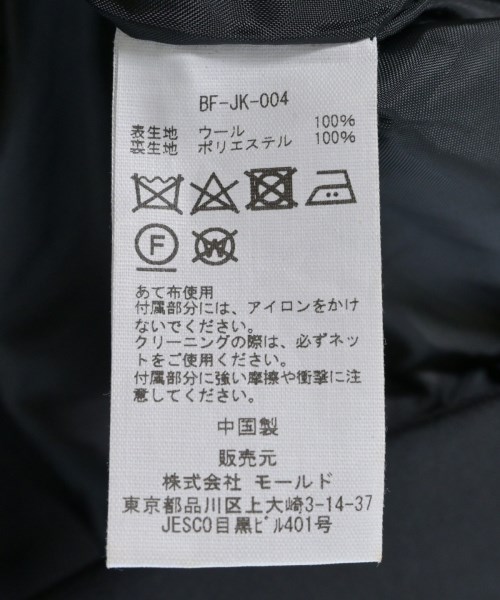 BF-JK-004
表生地 ウール 100%
裏生地 ポリエステル 100%
F W
あて布使用
付属部分には、アイロンをかけ
ないでください。
クリーニングの際は、必ずネッ
トをご使用ください。
付属部分に強い摩擦や衝撃に注
意してください。
中国製
販売元
株式会社 モールド
東京都品川区上大崎3-14-37
JESCO目黒ビル401号